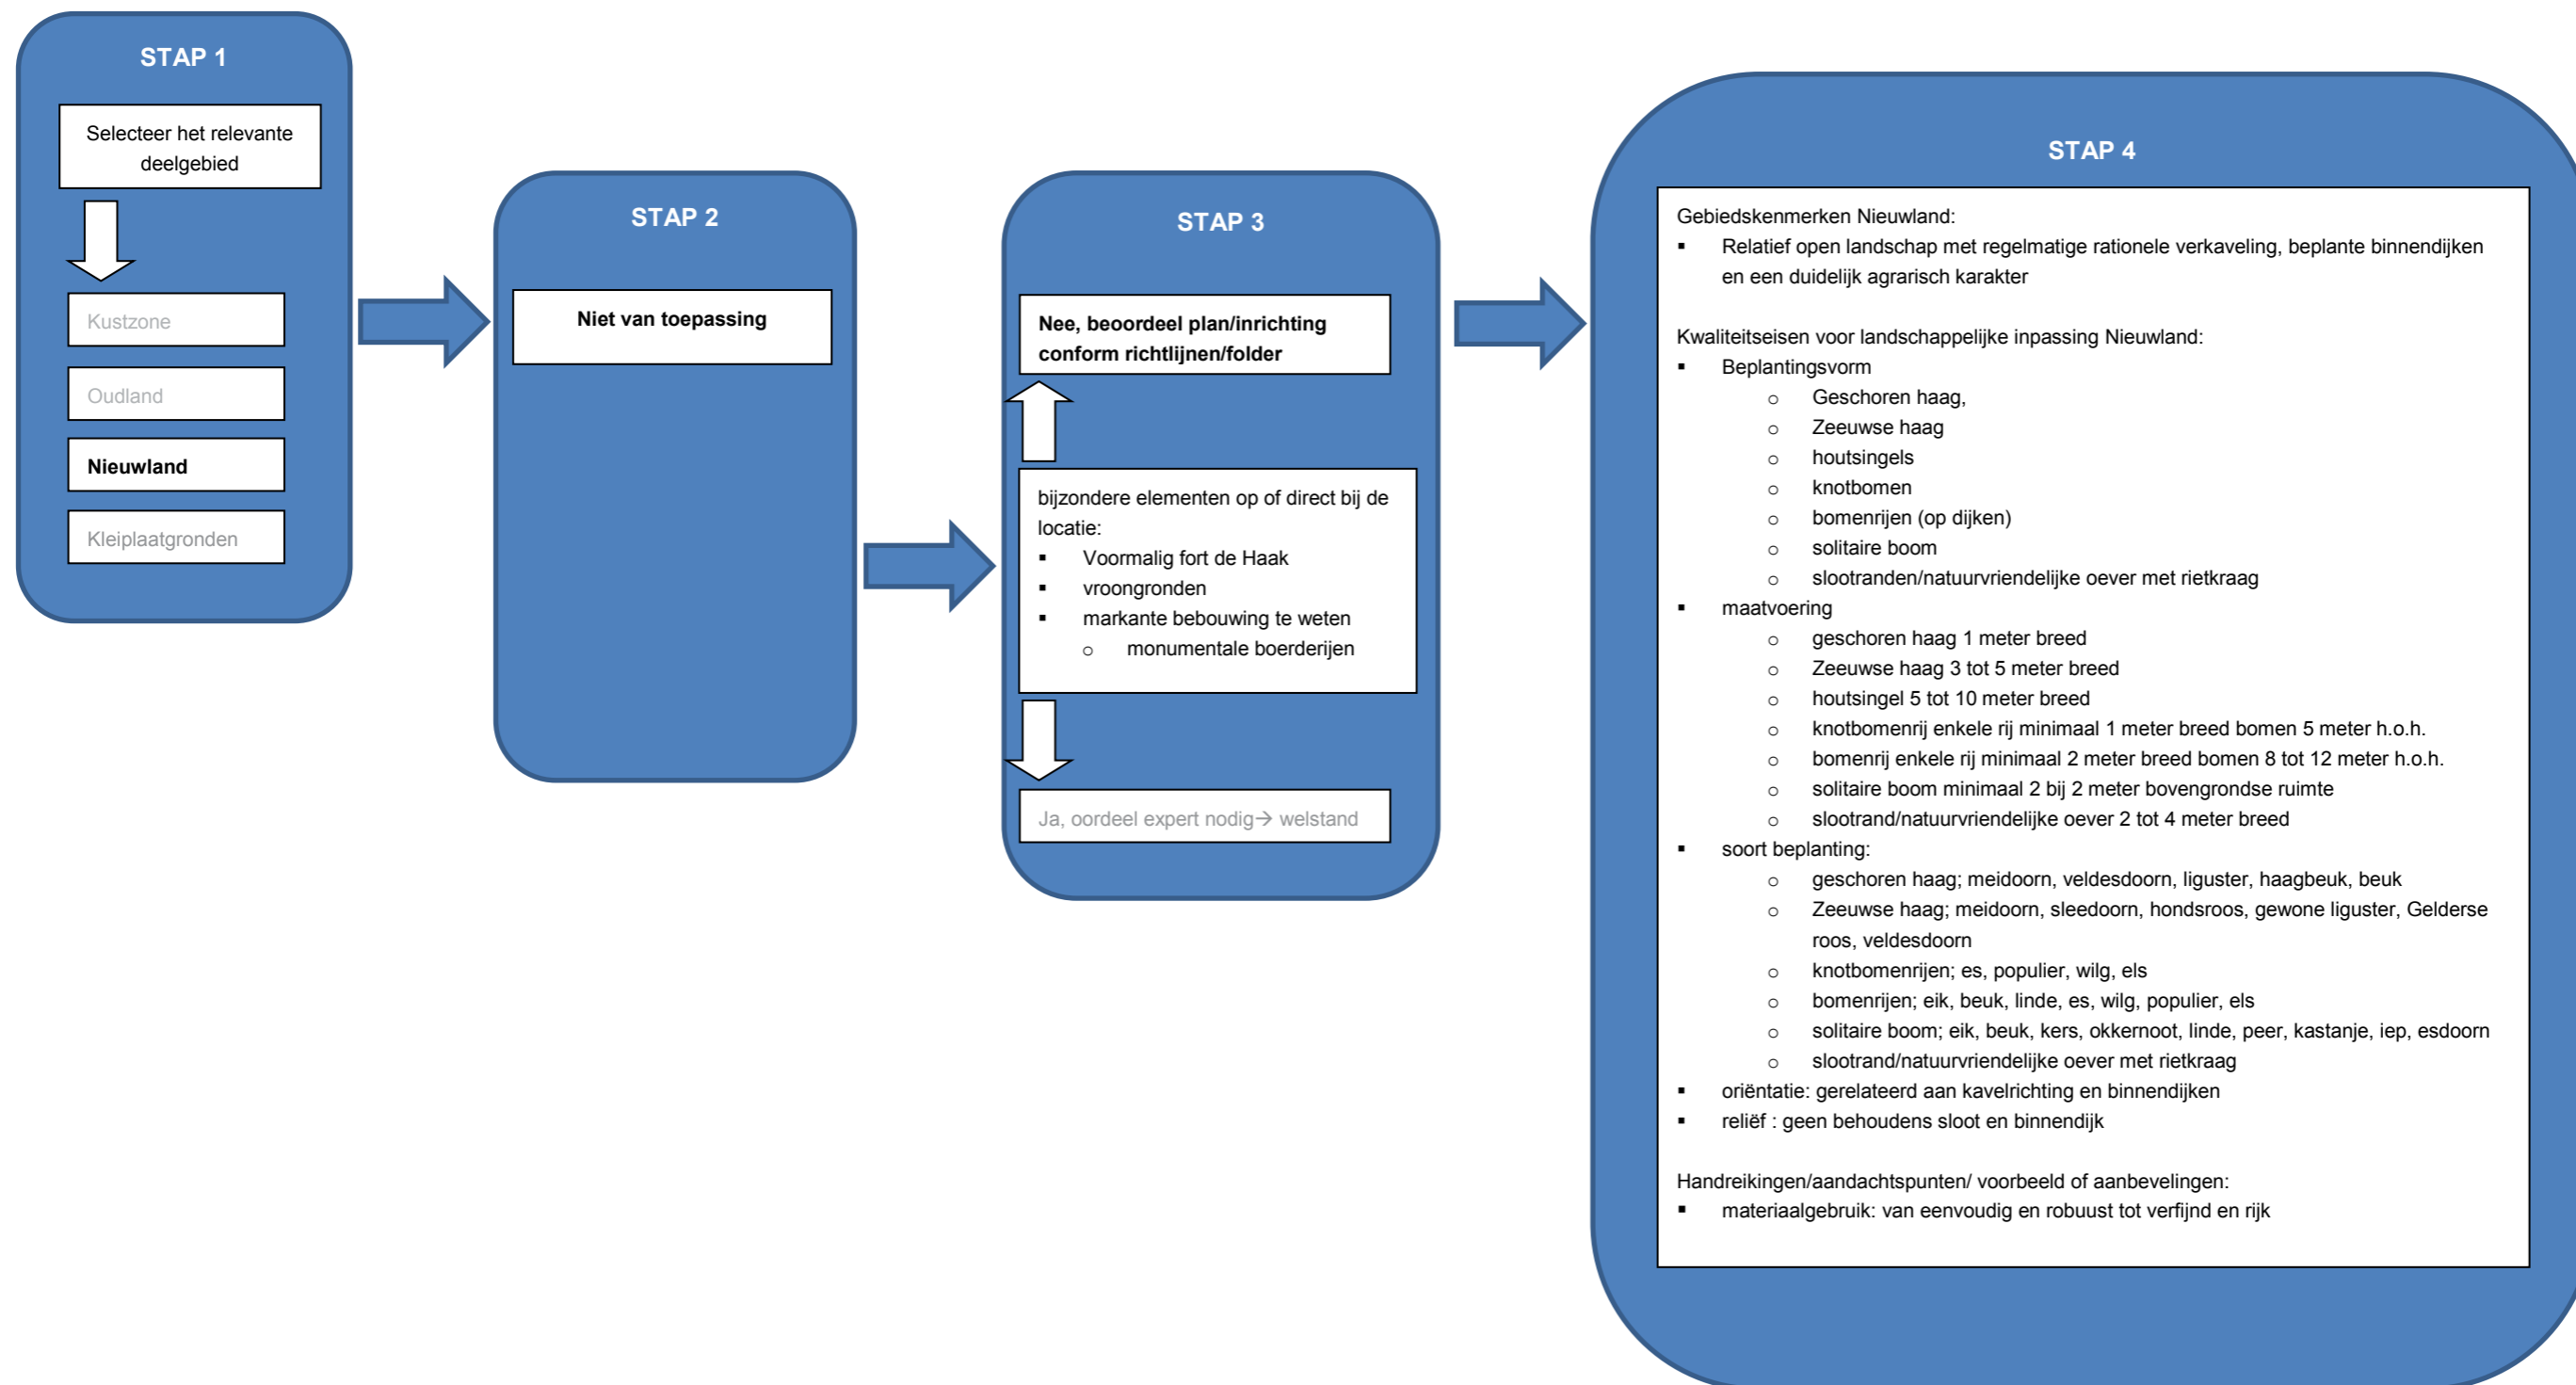 STAP 1
Selecteer het relevante
deelgebied
Kustzone
Oudland
Nieuwland
Kleiplaatgronden
STAP 2
Niet van toepassing
STAP 3
Nee, beoordeel plan/inrichting
conform richtlijnen/folder
bijzondere elementen op of direct bij de
locatie:
▪ Voormalig fort de Haak
▪ vroongronden
▪ markante bebouwing te weten
o monumentale boerderijen
Ja, oordeel expert nodig→ welstand
STAP 4
Gebiedskenmerken Nieuwland:
▪ Relatief open landschap met regelmatige rationele verkaveling, beplante binnendijken
en een duidelijk agrarisch karakter
Kwaliteitseisen voor landschappelijke inpassing Nieuwland:
▪ Beplantingsvorm
o Geschoren haag,
o Zeeuwse haag
o houtsingels
o knotbomen
o bomenrijen (op dijken)
o solitaire boom
o slootranden/natuurvriendelijke oever met rietkraag
▪ maatvoering
o geschoren haag 1 meter breed
o Zeeuwse haag 3 tot 5 meter breed
o houtsingel 5 tot 10 meter breed
o knotbomenrij enkele rij minimaal 1 meter breed bomen 5 meter h.o.h.
o bomenrij enkele rij minimaal 2 meter breed bomen 8 tot 12 meter h.o.h.
o solitaire boom minimaal 2 bij 2 meter bovengrondse ruimte
o slootrand/natuurvriendelijke oever 2 tot 4 meter breed
▪ soort beplanting:
o geschoren haag; meidoorn, veldesdoorn, liguster, haagbeuk, beuk
o Zeeuwse haag; meidoorn, sleedoorn, hondsroos, gewone liguster, Gelderse
roos, veldesdoorn
o knotbomenrijen; es, populier, wilg, els
o bomenrijen; eik, beuk, linde, es, wilg, populier, els
o solitaire boom; eik, beuk, kers, okkernoot, linde, peer, kastanje, iep, esdoorn
o slootrand/natuurvriendelijke oever met rietkraag
▪ oriëntatie: gerelateerd aan kavelrichting en binnendijken
▪ reliëf : geen behoudens sloot en binnendijk
Handreikingen/aandachtspunten/ voorbeeld of aanbevelingen:
▪ materiaalgebruik: van eenvoudig en robuust tot verfijnd en rijk